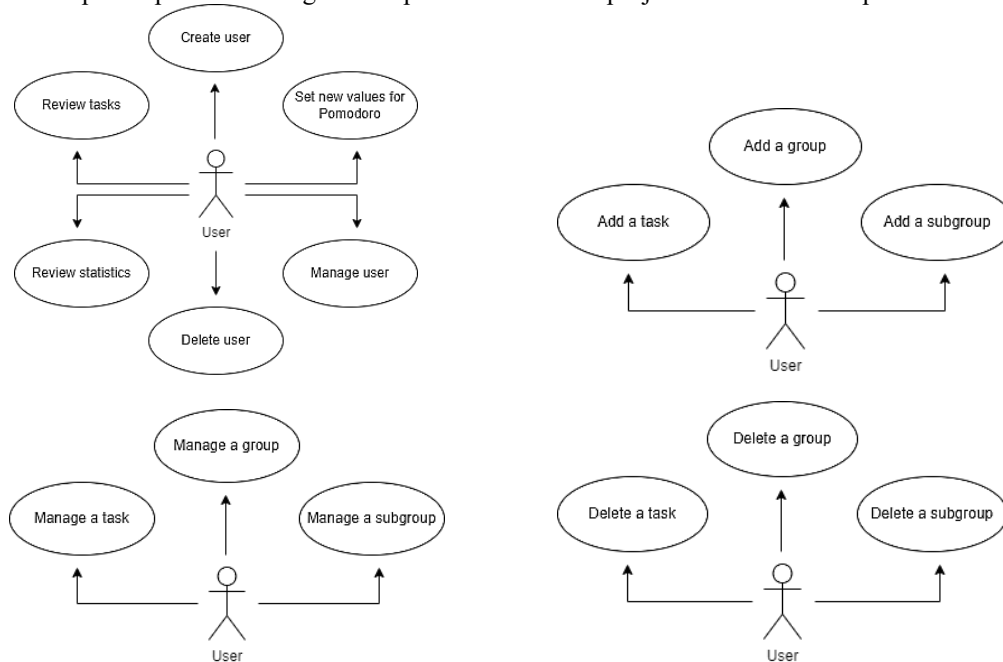 Create user
Review tasks
Set new values for
Pomodoro
User
Review statistics
Manage user
Delete user
Add a group
Add a task
Add a subgroup
User
Manage a group
Manage a task
Manage a subgroup
User
Delete a group
Delete a task
Delete a subgroup
User